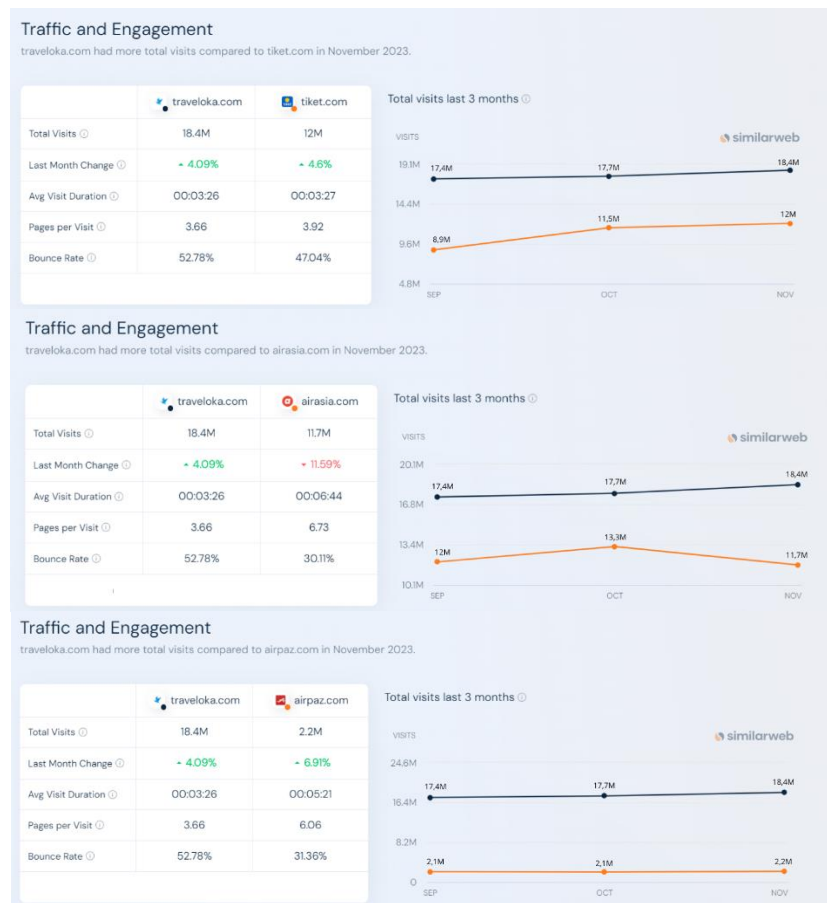 Traffic and Engagement
traveloka.com had more total visits compared to tiket.com in November 2023.
traveloka.com tiket.com
Total Visits 18.4M 12M
Last Month Change 4.09% 4.6%
Avg Visit Duration 00:03:26 00:03:27
Pages per Visit 3.66 3.92
Bounce Rate 52.78% 47.04%
Total visits last 3 months
VISITS
similarweb
19.1M
14.4M
9.6M
4.8M
17,4M 17,7M 18,4M
8,9M 11,5M 12M
SEP OCT NOV
Traffic and Engagement
traveloka.com had more total visits compared to airasia.com in November 2023.
traveloka.com airasia.com
Total Visits 18.4M 11.7M
Last Month Change 4.09% 11.59%
Avg Visit Duration 00:03:26 00:06:44
Pages per Visit 3.66 6.73
Bounce Rate 52.78% 30.11%
Total visits last 3 months
VISITS
similarweb
20.1M
16.8M
13.4M
10.1M
17,4M 17,7M 18,4M
12M 13,3M 11,7M
SEP OCT NOV
Traffic and Engagement
traveloka.com had more total visits compared to airpaz.com in November 2023.
traveloka.com airpaz.com
Total Visits 18.4M 2.2M
Last Month Change 4.09% 6.91%
Avg Visit Duration 00:03:26 00:05:21
Pages per Visit 3.66 6.06
Bounce Rate 52.78% 31.36%
Total visits last 3 months
VISITS
similarweb
24.6M
16.4M
8.2M
0
17,4M 17,7M 18,4M
2,1M 2,1M 2,2M
SEP OCT NOV